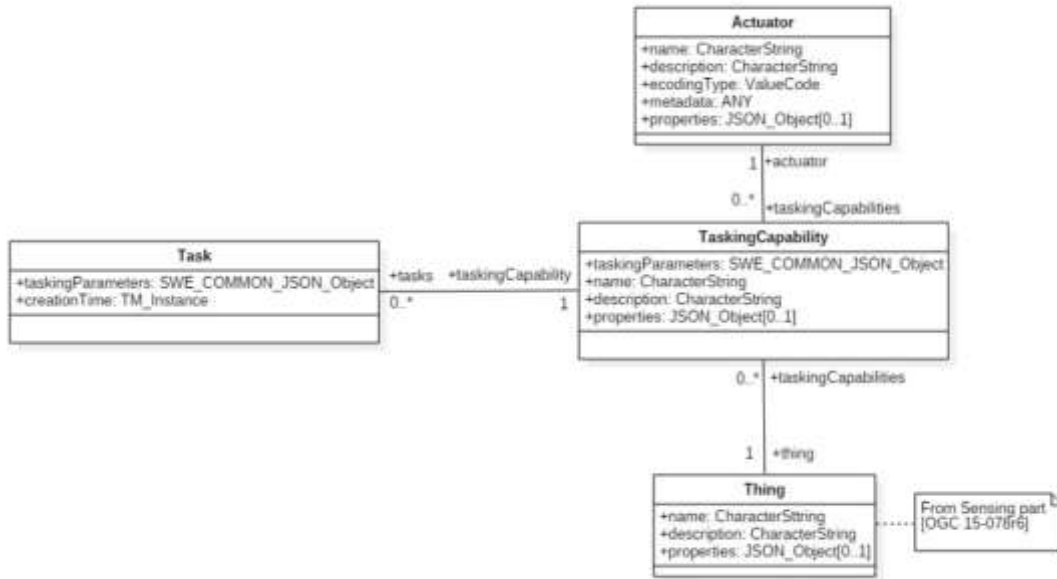 Actuator
+name: CharacterString
+description: CharacterString
+ecodingType: ValueCode
+metadata: ANY
+properties: JSON_Object[0..1]
1 +actuator
0..*
+taskingCapabilities
TaskingCapability
+taskingParameters: SWE_COMMON_JSON_Object
+name: CharacterString
+description: CharacterString
+properties: JSON_Object[0..1]
Task
+taskingParameters: SWE_COMMON_JSON_Object
+creationTime: TM_Instance
+tasks +taskingCapability
0..* 1
0..* +taskingCapabilities
1 +thing
Thing
+name: CharacterSttring
+description: CharacterString
+properties: JSON_Object[0..1]
From Sensing part
[OGC 15-078r6]